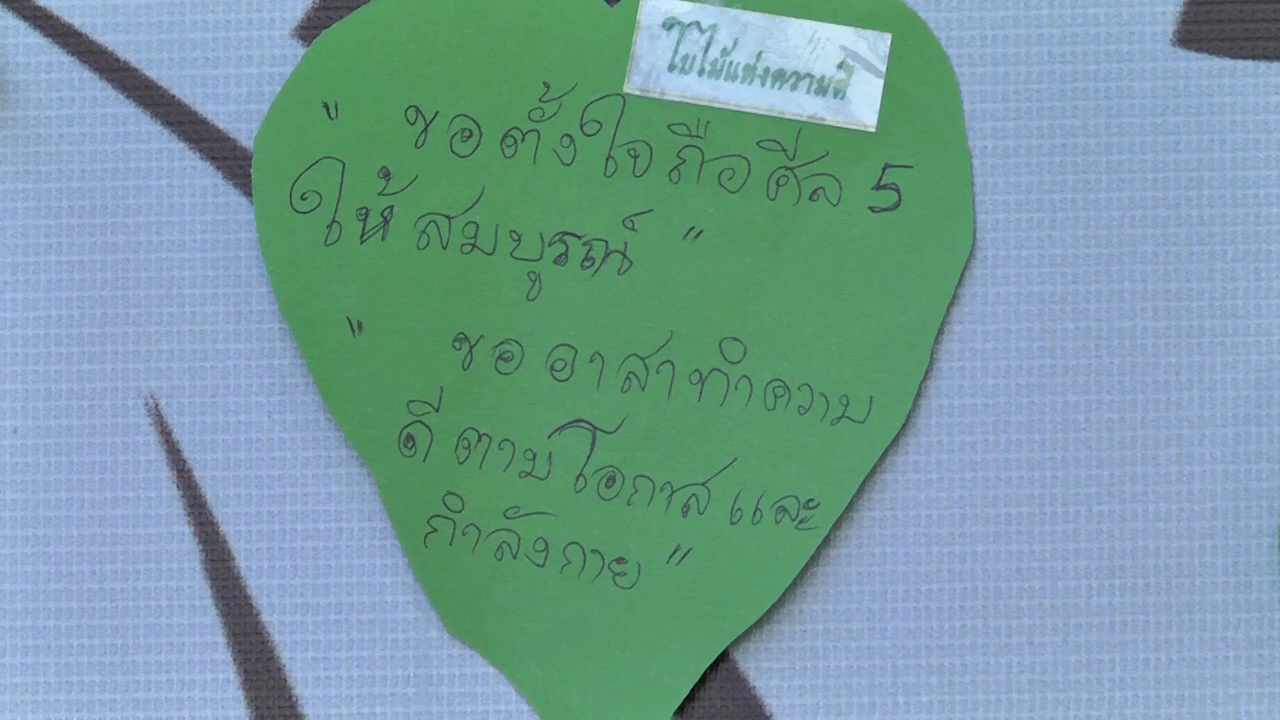 ใบไม้แห่งความดี
" ขอตั้งใจถือศีล 5
ให้สมบูรณ์ "
" ขออาสาทำความ
ดีตามโอกาสและ
กำลังกาย "